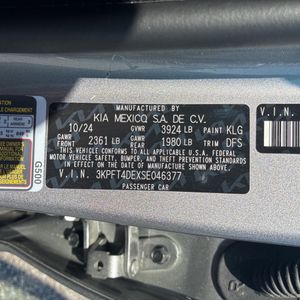 BY
KIA MEXICO, S.A. DE C.V.
10/24 GVWR 3924 LB PAINT KLG
GAWR FRONT 2361 LB GAWR REAR 1980 LB TRIM DFS
THIS VEHICLE CONFORMS TO ALL APPLICABLE U.S.A. FEDERAL
MOTOR VEHICLE SAFETY, BUMPER, AND THEFT PREVENTION STANDARDS
IN EFFECT ON THE DATE OF MANUFACTURE SHOWN ABOVE.
V.I.N. 3KPFT4DEXSE046377
PASSENGER CAR
G500
V.I.N.